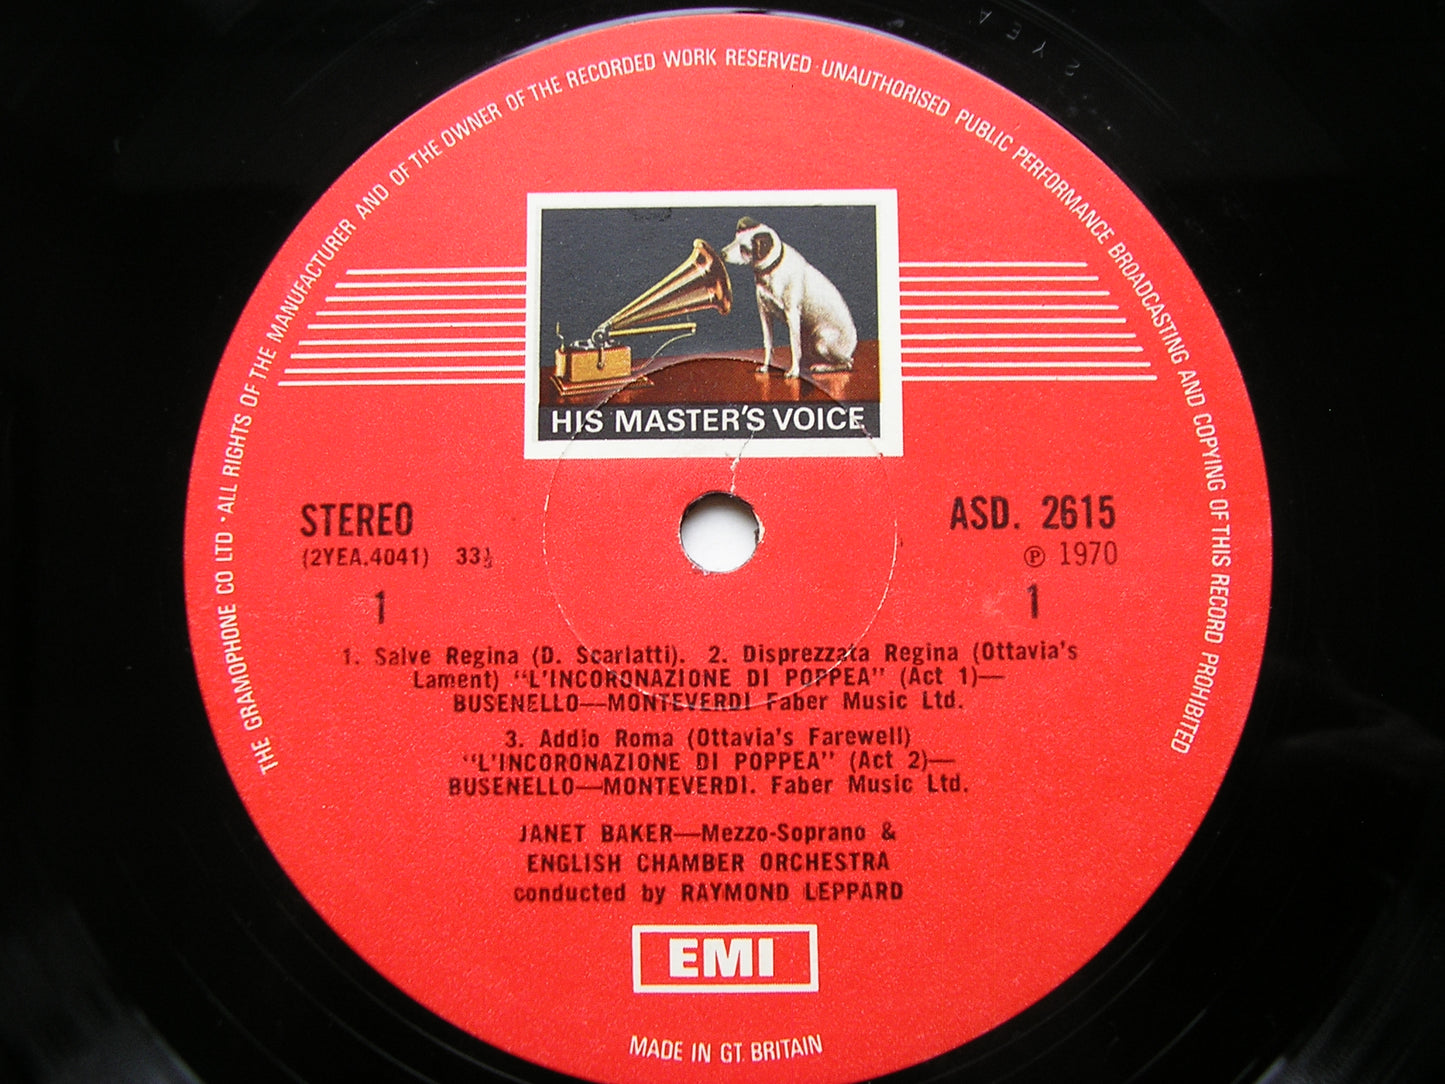 THE GRAMOPHONE CO LTD · ALL RIGHTS OF THE MANUFACTURER AND OF THE OWNER OF THE RECORDED WORK RESERVED · UNAUTHORISED PUBLIC PERFORMANCE BROADCASTING AND COPYING OF THIS RECORD PROHIBITED
2YEA
HIS MASTER'S VOICE
STEREO
(2YEA.4041) 33⅓
1
ASD. 2615
℗ 1970
1
1. Salve Regina (D. Scarlatti). 2. Disprezzata Regina (Ottavia's
Lament) "L'INCORONAZIONE DI POPPEA" (Act 1)—
BUSENELLO—MONTEVERDI Faber Music Ltd.
3. Addio Roma (Ottavia's Farewell)
"L'INCORONAZIONE DI POPPEA" (Act 2)—
BUSENELLO—MONTEVERDI. Faber Music Ltd.
JANET BAKER—Mezzo-Soprano &
ENGLISH CHAMBER ORCHESTRA
conducted by RAYMOND LEPPARD
EMI
MADE IN GT. BRITAIN